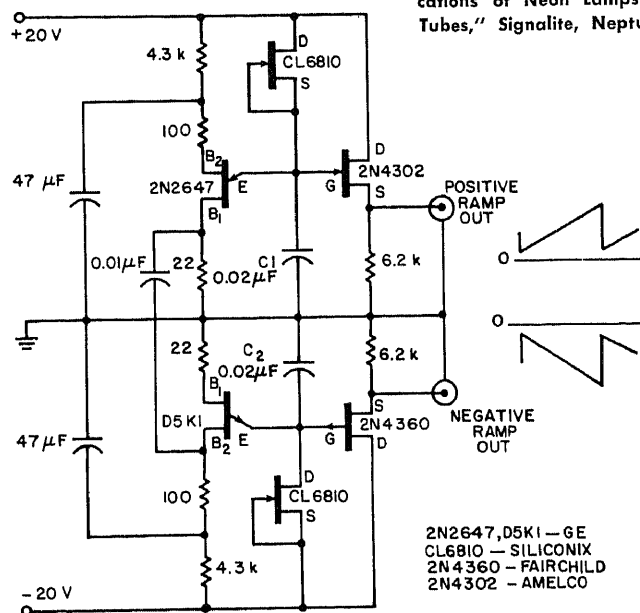 cations of Neon Lamps
Tubes," Signalite, Neptu
+20 V
4.3 k
D
CL6810
S
100
B2
47 µF
2N2647
E
D
2N4302
G
S
POSITIVE
RAMP
OUT
B1
0.01µF
22
0.02µF
C1
6.2 k
O
O
22
C2
0.02µF
6.2 k
B1
D5K1
E
B2
S
2N4360
G
D
NEGATIVE
RAMP
OUT
47 µF
100
D
CL6810
S
4.3 k
-20 V
2N2647, D5K1 — GE
CL6810 — SILICONIX
2N4360 — FAIRCHILD
2N4302 — AMELCO